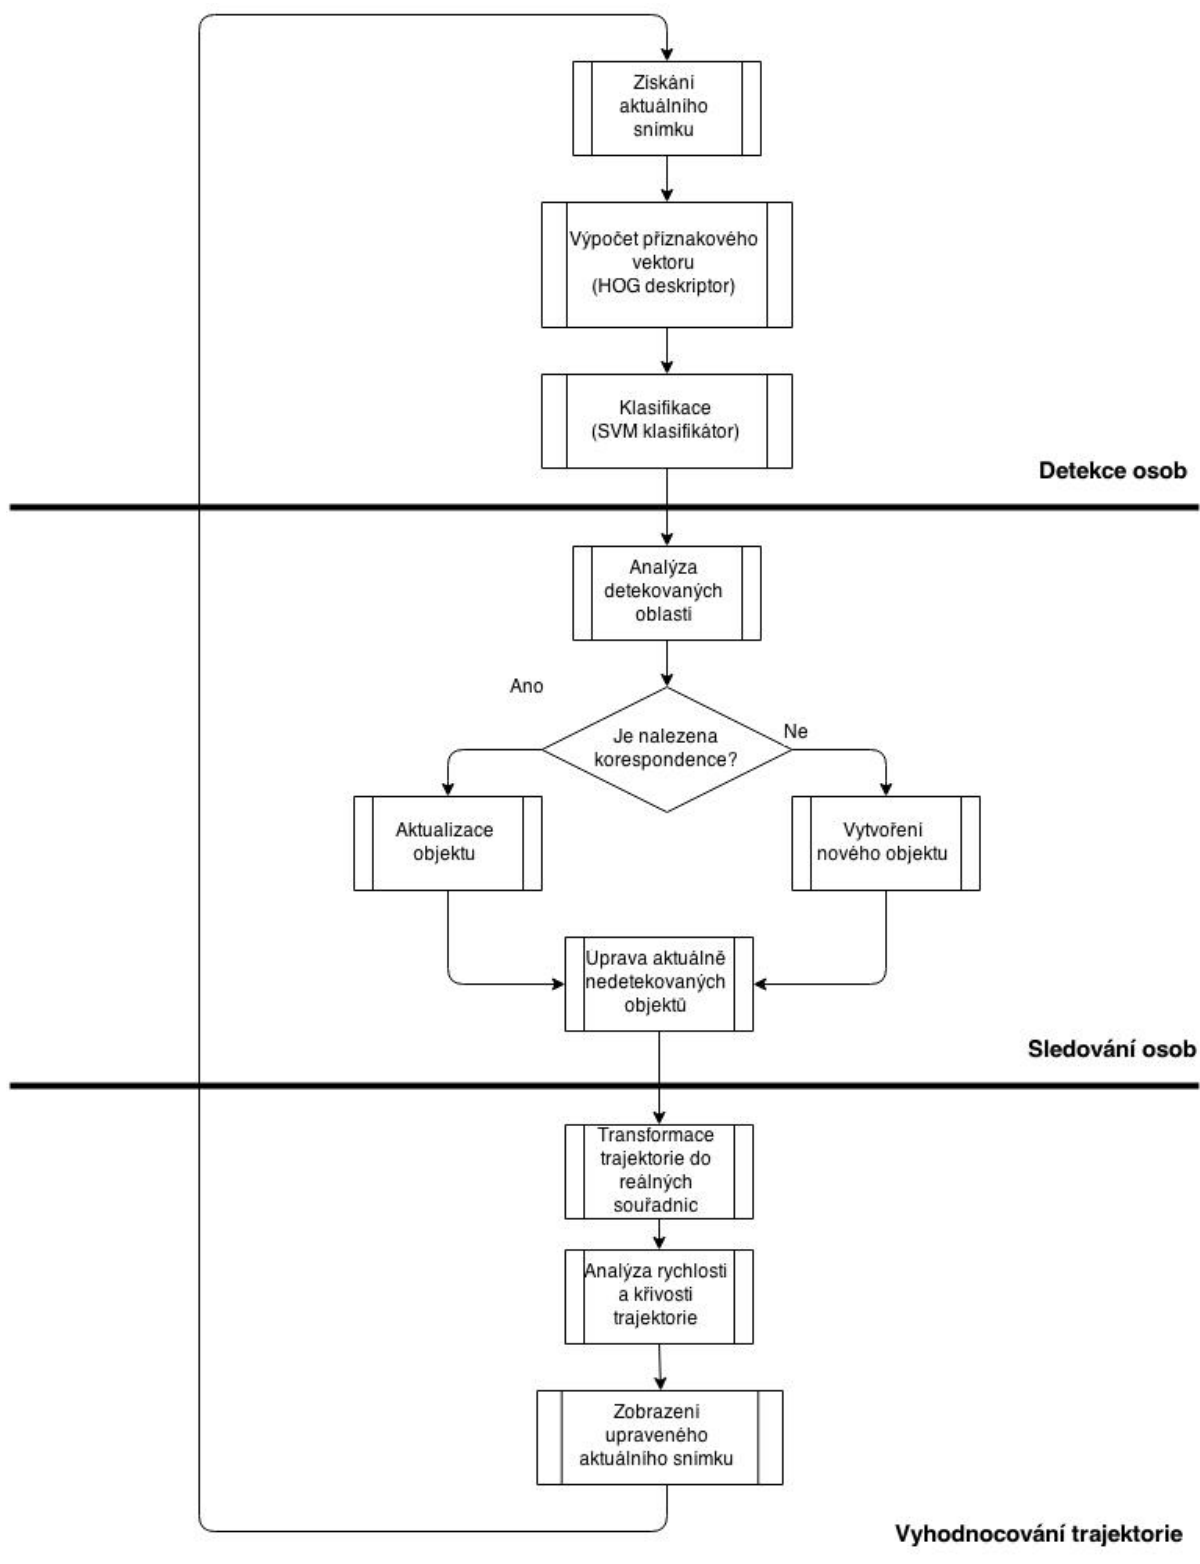 Získání
aktuálního
snímku
Výpočet příznakového
vektoru
(HOG deskriptor)
Klasifikace
(SVM klasifikátor)
Detekce osob
Analýza
detekovaných
oblastí
Ano
Je nalezena
korespondence?
Ne
Aktualizace
objektu
Vytvoření
nového objektu
Úprava aktuálně
nedetekovaných
objektů
Sledování osob
Transformace
trajektorie do
reálných
souřadnic
Analýza rychlosti
a křivosti
trajektorie
Zobrazení
upraveného
aktuálního snímku
Vyhodnocování trajektorie